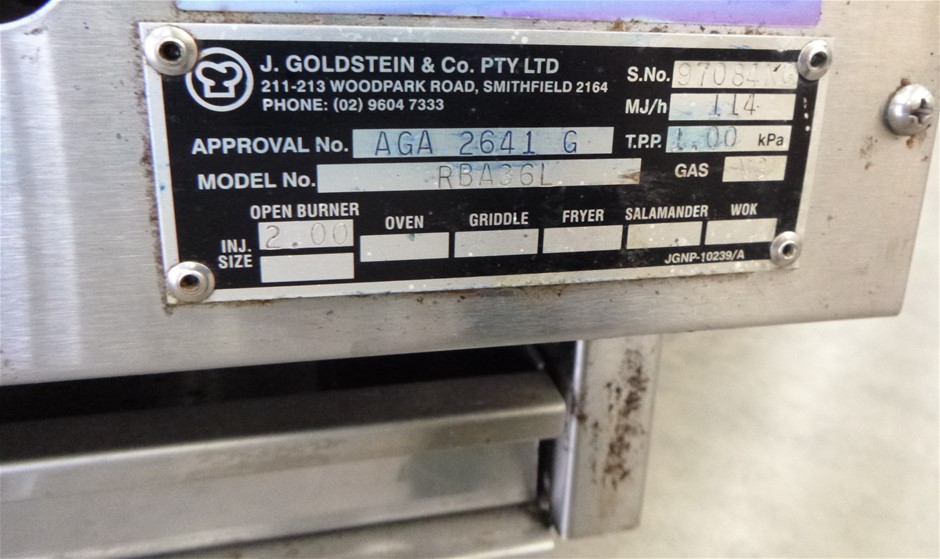 J. GOLDSTEIN & Co. PTY LTD
211-213 WOODPARK ROAD, SMITHFIELD 2164
PHONE: (02) 9604 7333
S.No.
MJ/h 114
APPROVAL No. AGA 2641 G
T.P.P. 1.00 kPa
MODEL No. RBA36L
GAS
OPEN BURNER OVEN GRIDDLE FRYER SALAMANDER WOK
INJ. SIZE 2.00
JGNP-10239/A